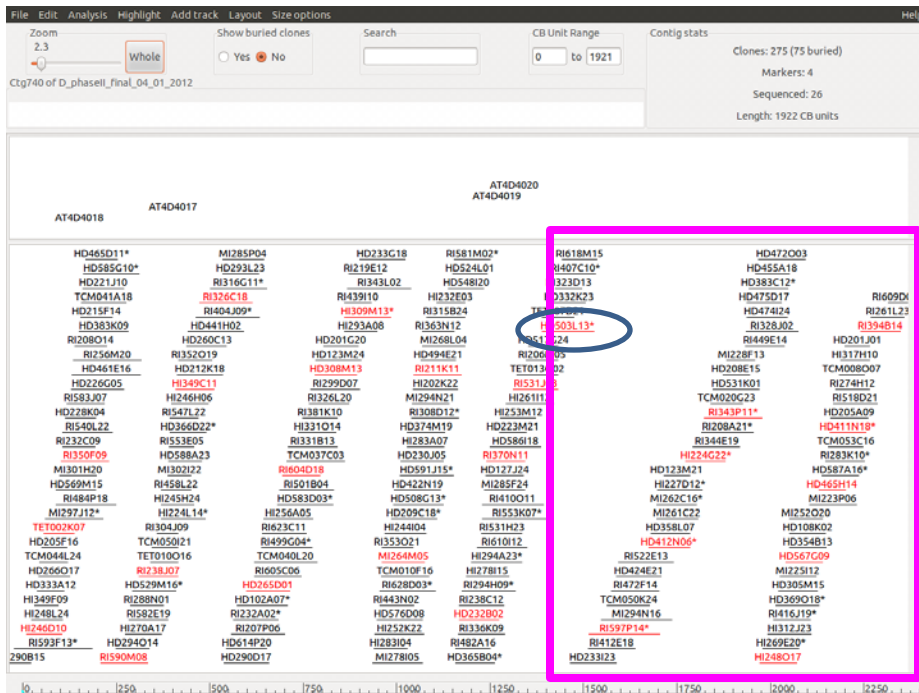 File Edit Analysis Highlight Add track Layout Size options Hel
Zoom Show buried clones Search CB Unit Range Contig stats
2.3 Whole Yes No 0 to 1921 Clones: 275 (75 buried)
Markers: 4
Ctg740 of D_phaseII_final_04_01_2012
Sequenced: 26
Length: 1922 CB units
AT4D4020
AT4D4019
AT4D4017
AT4D4018
HD465D11* MI285P04 HD233G18 RI581M02* RI618M15 HD472O03
HD585G10* HD293L23 RI219E12 HD524L01 RI407C10* HD455A18
HD221J10 RI316G11* RI343L02 HD548I20 RI323D13 HD383C12*
TCM041A18 RI326C18 RI439I10 HI232E03 HD332K23 HD475D17
HD215F14 RI404J09* HI309M13* RI315B24 HD474I24 RI261L23
HD383K09 HD441H02 HI293A08 RI363N12 HD503L13* RI328J02 RI394B14
RI208O14 HD260C13 HD201G20 MI268L04 RI449E14 HD201J01
RI256M20 RI352O19 HD123M24 HD494E21 MI228F13 HI317H10
HD461E16 HD212K18 HD308M13 RI211K11 HD208E15 TCM008O07
HD226G05 HI349C11 RI299D07 HI202K22 HD531K01 RI274H12
RI583J07 HI246H06 RI326L20 MI294N21 TCM020G23 RI518D21
HD228K04 RI547L22 RI381K10 RI308D12* HI253M12 RI343P11* HD205A09
RI540L22 HD366D22* HI331O14 HD374M19 HD223M21 RI208A21* HD411N18*
RI232C09 RI553E05 RI331B13 HI283A07 HD586I18 RI344E19 TCM053C16
RI350F09 HD588A23 TCM037C03 HD230J05 RI370N11 HI224G22* RI283K10*
MI301H20 MI302I22 RI604D18 HD591J15* HD127J24 HD123M21 HD587A16*
HD569M15 RI458L22 RI501B04 HD422N19 MI285F24 HI227D12* HD465H14
RI484P18 HI245H24 HD583D03* HD508G13* RI410O11 MI262C16* MI223P06
MI297J12* HI224L14* HI256A05 HD209C18* RI553K07* MI261C22 MI252O20
TET002K07 RI304J09 RI623C11 HI244I04 RI531H23 HD358L07 HD108K02
HD205F16 TCM050I21 RI499G04* RI353O21 RI610I12 HD412N06* HD354B13
TCM044L24 TET010O16 TCM040L20 MI264M05 HI294A23* RI522E13 HD567G09
HD266O17 RI238J07 RI605C06 TCM010F16 HI278I15 HD424E21 MI225I12
HD333A12 HD529M16* HD265D01 RI628D03* RI294H09* RI472F14 HD305M15
HI349F09 RI288N01 HD102A07* RI443N02 RI238C12 TCM050K24 HD369O18*
HI248L24 RI582E19 RI232A02* HD576D08 HD232B02 MI294N16 RI416J19*
HI246D10 HI270A17 RI207P06 HI252K22 RI336K09 RI597P14* HI312J23
RI593F13* HD294O14 HD614P20 HI283I04 RI482A16 RI412E18 HI269E20*
290B15 RI590M08 HD290D17 MI278I05 HD365B04* HD233I23 HI248O17
0 250 500 750 1000 1250 1500 1750 2000 2250